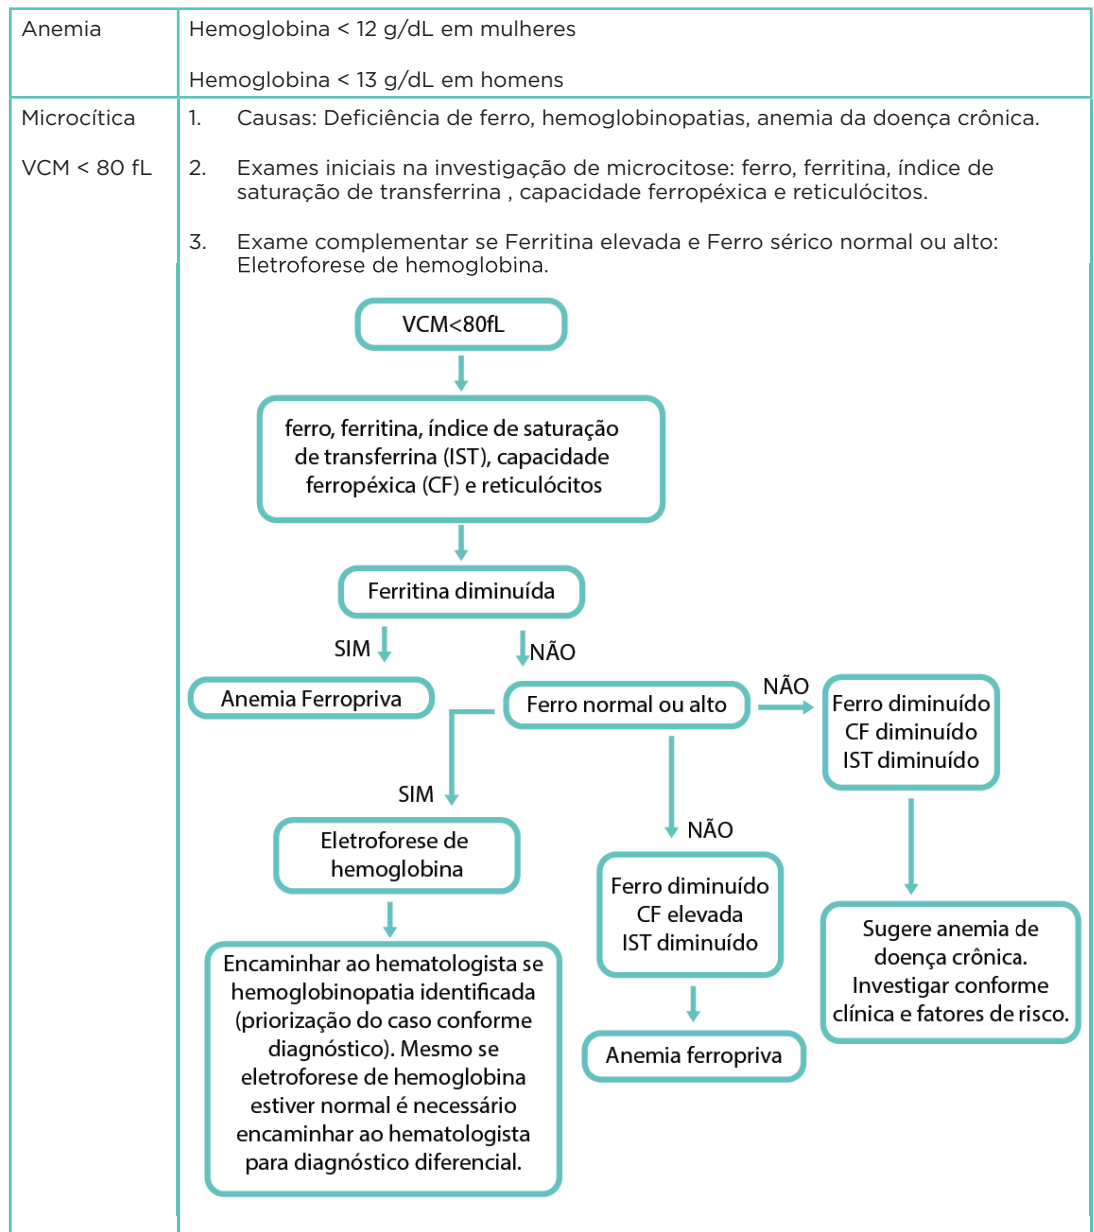 Anemia
Hemoglobina < 12 g/dL em mulheres
Hemoglobina < 13 g/dL em homens
Microcítica
VCM < 80 fL
1. Causas: Deficiência de ferro, hemoglobinopatias, anemia da doença crônica.
2. Exames iniciais na investigação de microcitose: ferro, ferritina, índice de
saturação de transferrina , capacidade ferropéxica e reticulócitos.
3. Exame complementar se Ferritina elevada e Ferro sérico normal ou alto:
Eletroforese de hemoglobina.
VCM<80fL
ferro, ferritina, índice de saturação
de transferrina (IST), capacidade
ferropéxica (CF) e reticulócitos
Ferritina diminuída
SIM
NÃO
Anemia Ferropriva
Ferro normal ou alto
NÃO
Ferro diminuído
CF diminuído
IST diminuído
SIM
Eletroforese de
hemoglobina
NÃO
Ferro diminuído
CF elevada
IST diminuído
Sugere anemia de
doença crônica.
Investigar conforme
clínica e fatores de risco.
Encaminhar ao hematologista se
hemoglobinopatia identificada
(priorização do caso conforme
diagnóstico). Mesmo se
eletroforese de hemoglobina
estiver normal é necessário
encaminhar ao hematologista
para diagnóstico diferencial.
Anemia ferropriva